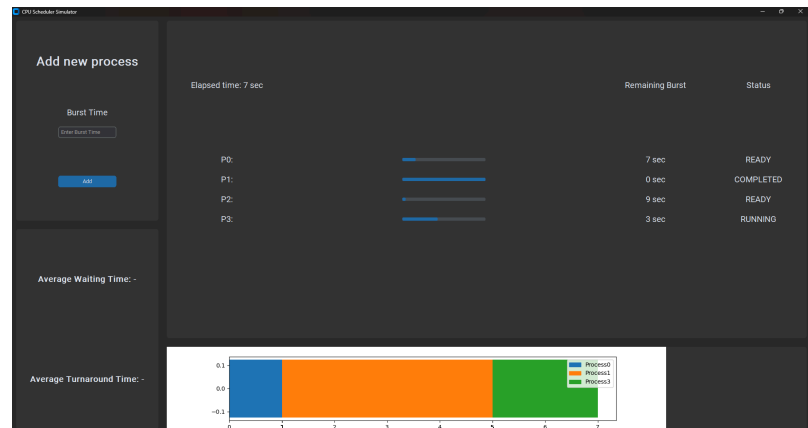 CPU Scheduler Simulator
Add new process
Burst Time
Enter Burst Time
Add
Average Waiting Time: -
Average Turnaround Time: -
Elapsed time: 7 sec Remaining Burst Status
P0: 7 sec READY
P1: 0 sec COMPLETED
P2: 9 sec READY
P3: 3 sec RUNNING
Process0
Process1
Process3
0.1
0.0
−0.1
0 1 2 3 4 5 6 7